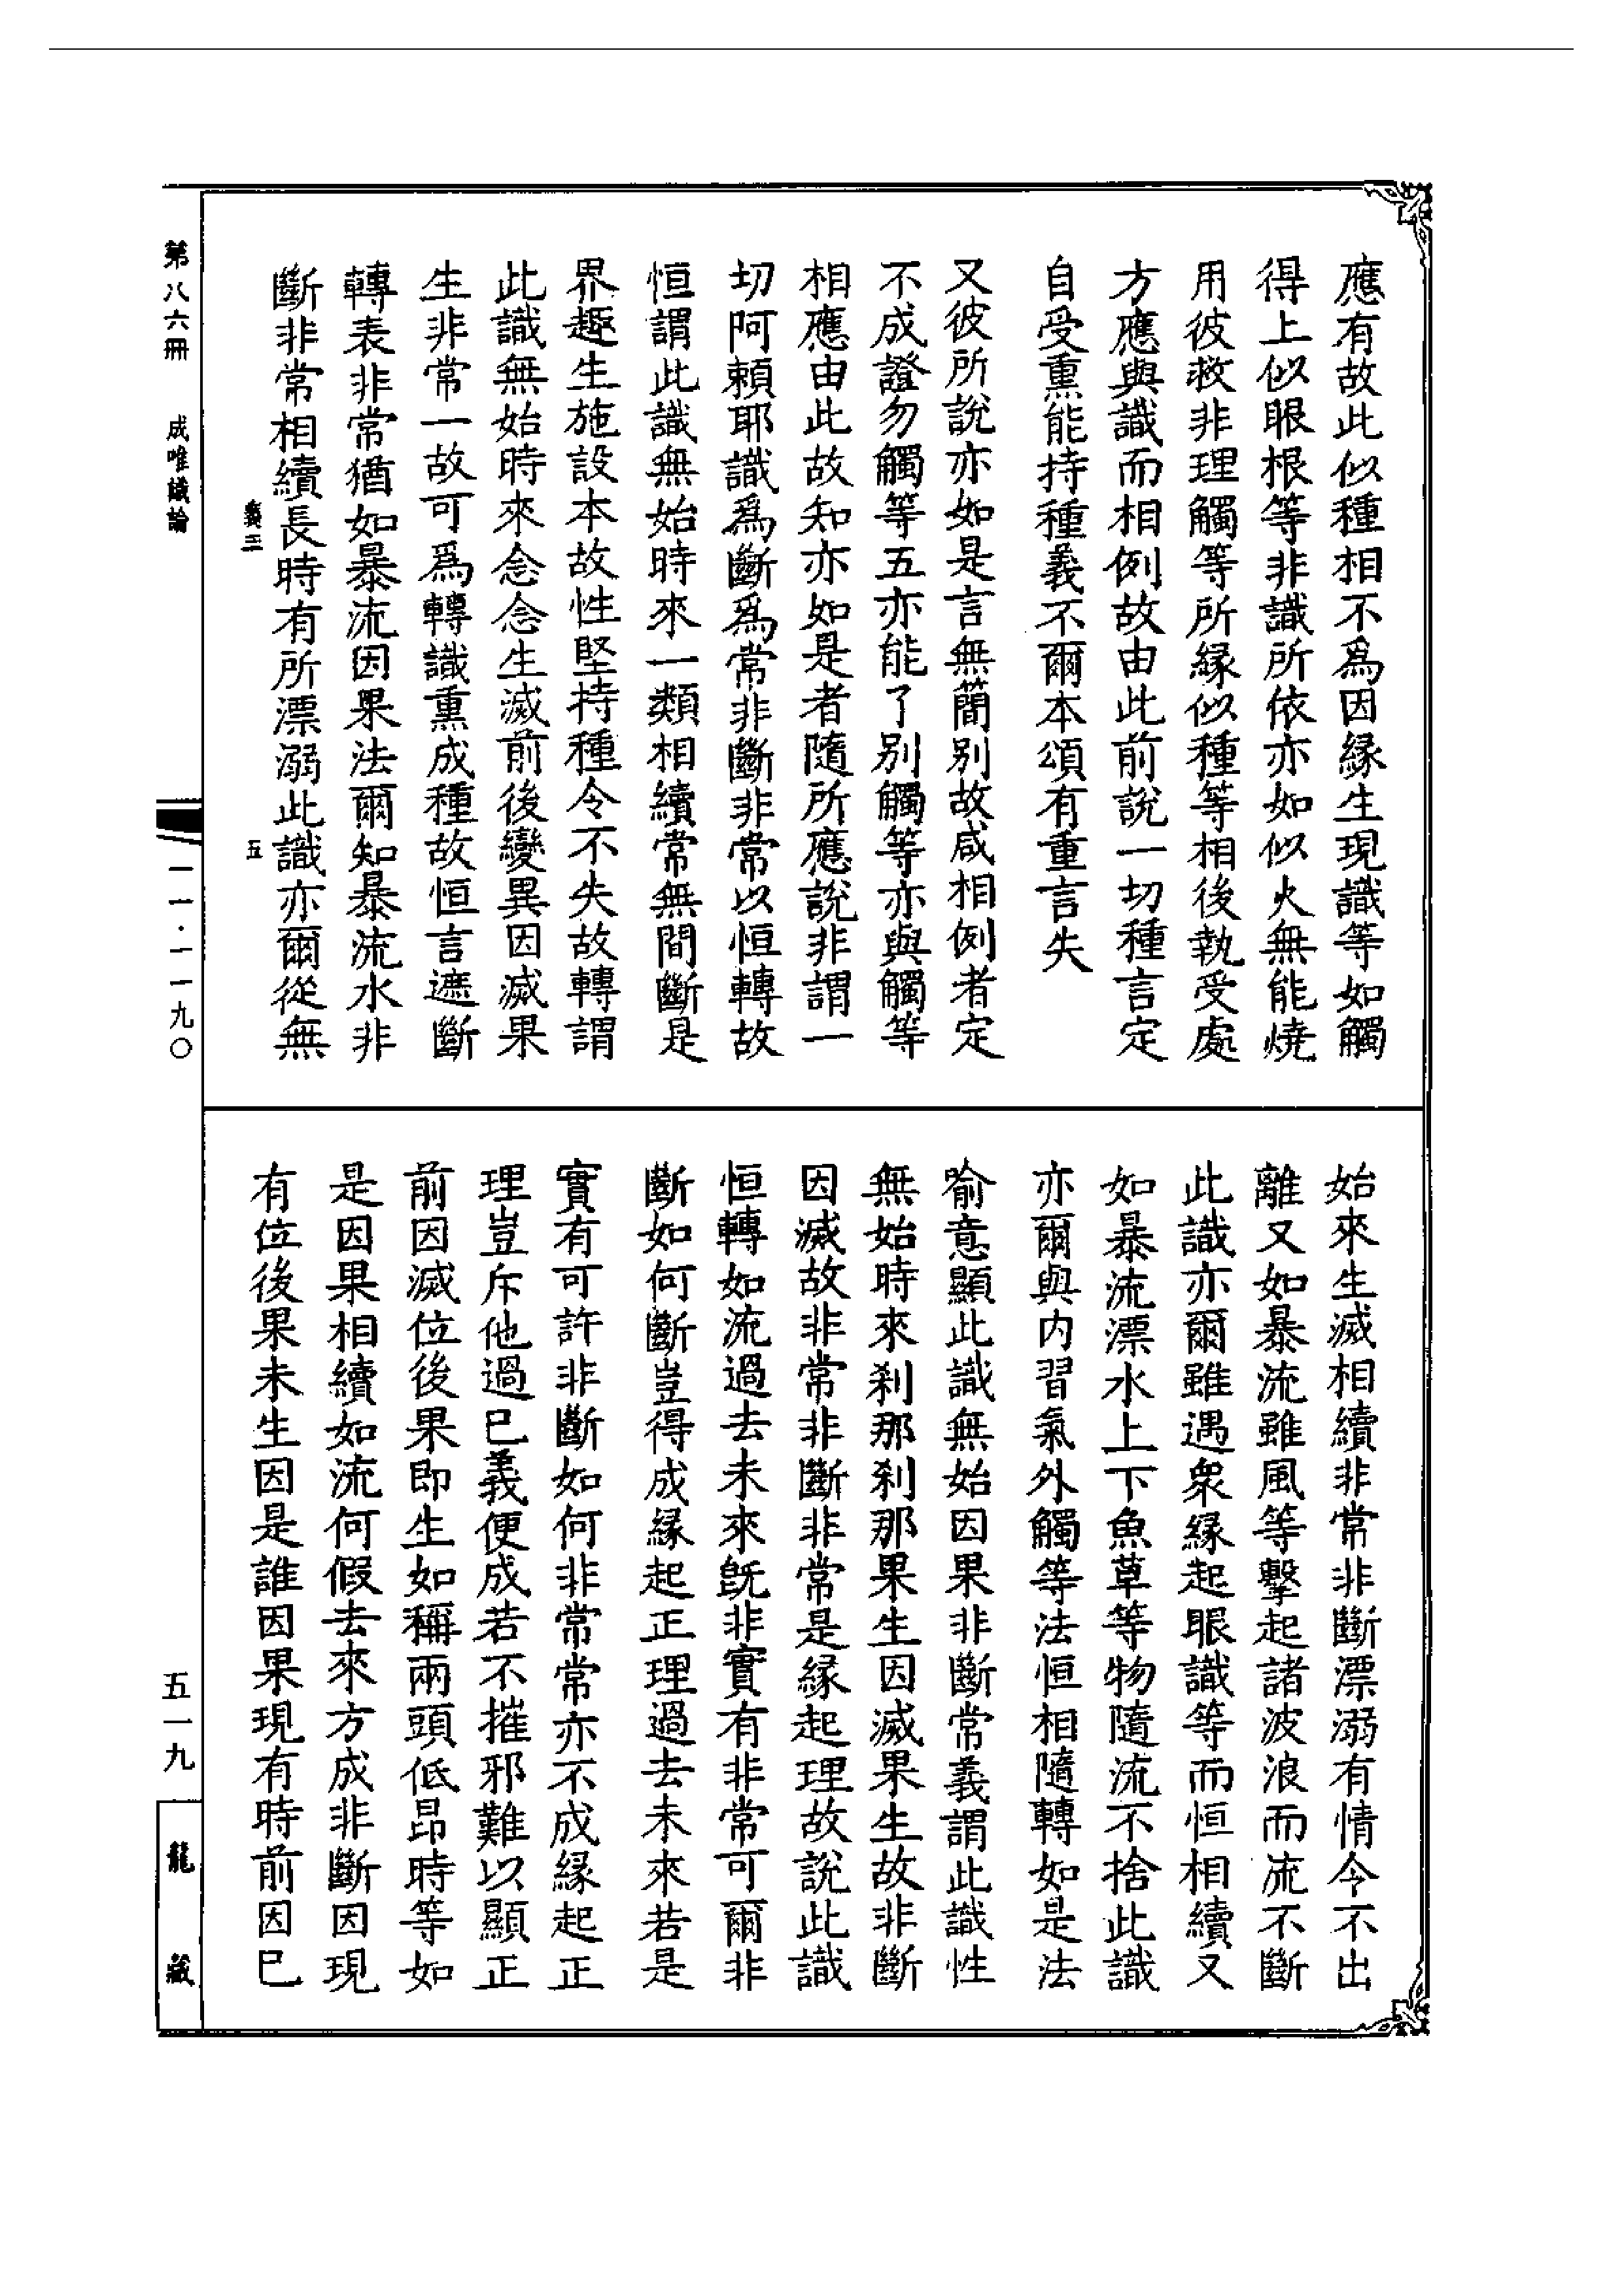 應有故此似種相不爲因緣生現識等如觸
得上似眼根等非識所依亦如似火無能燒
用彼救非理觸等所緣似種等相後執受處
方應與識而相例故由此前說一切種言定
自受熏能持種義不爾本頌有重言失
又彼所說亦如是言無簡別故咸相例者定
不成證勿觸等五亦能了別觸等亦與觸等
相應由此故知亦如是者隨所應說非謂一
切阿賴耶識爲斷爲常非斷非常以恒轉故
恒謂此識無始時來一類相續常無間斷是
界趣生施設本故性堅持種令不失故轉謂
此識無始時來念念生滅前後變異因滅果
生非常一故可爲轉識熏成種故恒言遮斷
轉表非常猶如暴流因果法爾如暴流水非
斷非常相續長時有所漂溺此識亦爾從無
始來生滅相續非常非斷漂溺有情令不出
離又如暴流雖風等擊起諸波浪而流不斷
此識亦爾雖遇衆緣起眼識等而恒相續又
如暴流漂水上下魚草等物隨流不捨此識
亦爾與內習氣外觸等法恒相隨轉如是法
喻意顯此識無始因果非斷常義謂此識性
無始時來剎那剎那果生因滅果生故非斷
因滅故非常非斷非常是緣起理故說此識
恒轉如流過去未來既非實有非常可爾非
斷如何斷豈得成緣起正理過去未來若是
實有可許非斷如何非常常亦不成緣起正
理豈斥他過已義便成若不摧邪難以顯正
前因滅位後果即生如稱兩頭低昂時等如
是因果相續如流何假去來方成非斷因現
有位後果未生因是誰因果現有時前因已
第八六冊 成唯識論
義三 五
一一·一一九〇
五一九
龍藏